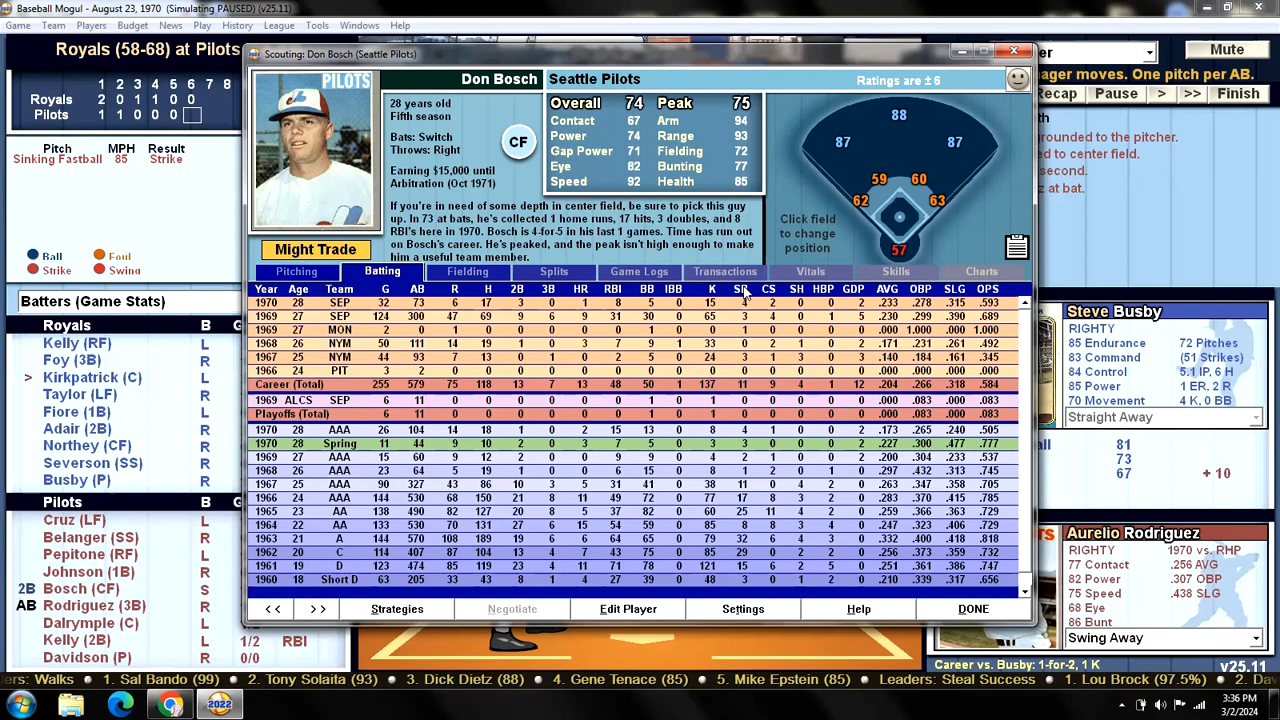 Baseball Mogul - August 23, 1970 (Simulating PAUSED) (v25.11)
Game Team Players Budget News Play History League Tools Windows Help
Royals (58-68) at Pilots
1 2 3 4 5 6 7 8
Royals 2 0 1 1 0 0
Pilots 1 1 0 0 0
Pitch MPH Result
Sinking Fastball 85 Strike
Ball Foul
Strike Swing
Batters (Game Stats)
Royals B G
Kelly (RF) L
Foy (3B) R
> Kirkpatrick (C) L
Taylor (LF) R
Fiore (1B) L
Adair (2B) R
Northey (CF) R
Severson (SS) R
Busby (P) R
Pilots B G
Cruz (LF) L
Belanger (SS) R
Pepitone (RF) L
Johnson (1B) L
2B Bosch (CF) S
AB Rodriguez (3B) R
Dalrymple (C) L
Kelly (2B) L 1/2 RBI
Davidson (P) R 0/0
Scouting: Don Bosch (Seattle Pilots)
PILOTS
Don Bosch
28 years old
Fifth season
Bats: Switch
Throws: Right
Earning $15,000 until
Arbitration (Oct 1971)
CF
Seattle Pilots
Ratings are ± 6
Overall 74 Peak 75
Contact 67 Arm 94
Power 74 Range 93
Gap Power 71 Fielding 72
Eye 82 Bunting 77
Speed 92 Health 85
If you're in need of some depth in center field, be sure to pick this guy
up. In 73 at bats, he's collected 1 home runs, 17 hits, 3 doubles, and 8
RBI's here in 1970. Bosch is 4-for-5 in his last 1 games. Time has run out
on Bosch's career. He's peaked, and the peak isn't high enough to make
him a useful team member.
Might Trade
88
87 87
59 60
62 63
57
Click field
to change
position
Pitching Batting Fielding Splits Game Logs Transactions Vitals Skills Charts
Year Age Team G AB R H 2B 3B HR RBI BB IBB K SB CS SH HBP GDP AVG OBP SLG OPS
1970 28 SEP 32 73 6 17 3 0 1 8 5 0 15 4 2 0 0 2 .233 .278 .315 .593
1969 27 SEP 124 300 47 69 9 6 9 31 30 0 65 3 4 0 1 5 .230 .299 .390 .689
1969 27 MON 2 0 1 0 0 0 0 0 1 0 0 0 0 0 0 0 .000 1.000 .000 1.000
1968 26 NYM 50 111 14 19 1 0 3 7 9 1 33 0 2 0 0 2 .171 .231 .261 .492
1967 25 NYM 44 93 7 13 0 1 0 2 5 0 24 3 1 3 0 3 .140 .184 .161 .345
1966 24 PIT 3 2 0 0 0 0 0 0 0 0 0 0 0 0 0 0 .000 .000 .000 .000
Career (Total) 255 579 75 118 13 7 13 48 50 1 137 11 9 4 1 12 .204 .266 .318 .584
1969 ALCS SEP 6 11 0 0 0 0 0 0 1 0 1 0 0 0 0 0 .000 .083 .000 .083
Playoffs (Total) 6 11 0 0 0 0 0 0 1 0 1 0 0 0 0 0 .000 .083 .000 .083
1970 28 AAA 26 104 14 18 1 0 2 15 13 0 8 4 1 0 0 2 .173 .265 .240 .505
1970 28 Spring 11 44 9 10 2 0 3 7 5 0 3 3 0 0 0 2 .227 .300 .477 .777
1969 27 AAA 15 60 9 12 2 0 0 9 9 0 4 2 1 0 0 2 .200 .304 .233 .537
1968 26 AAA 23 64 5 19 1 0 0 6 15 0 8 1 2 0 1 0 .297 .432 .313 .745
1967 25 AAA 90 327 43 86 10 3 5 31 41 0 38 11 0 4 2 0 .263 .347 .358 .705
1966 24 AAA 144 530 68 150 21 8 11 49 72 0 77 17 8 3 2 0 .283 .370 .415 .785
1965 23 AA 138 490 82 127 20 8 5 37 82 0 60 25 11 4 2 0 .259 .366 .363 .729
1964 22 AA 133 530 70 131 27 6 15 54 59 0 85 8 8 3 4 0 .247 .323 .406 .729
1963 21 A 144 570 108 189 19 6 6 64 65 0 79 32 6 4 3 0 .332 .400 .418 .818
1962 20 C 114 407 87 104 13 4 7 43 75 0 85 29 0 2 2 0 .256 .373 .359 .732
1961 19 D 123 474 85 119 23 4 11 71 78 0 121 15 6 2 2 0 .251 .361 .386 .747
1960 18 Short D 63 205 33 43 8 1 4 27 39 0 48 3 0 1 2 0 .210 .339 .317 .656
<< >> Strategies Negotiate Edit Player Settings Help DONE
Mute
One pitch per AB.
Recap Pause > >> Finish
grounded to the pitcher.
ed to center field.
second.
z at bat.
Steve Busby
RIGHTY
85 Endurance 72 Pitches
83 Command (51 Strikes)
84 Control 5.1 IP, 6 H
85 Power 1 ER, 2 R
70 Movement 4 K, 0 BB
Straight Away
81
73
67 + 10
Aurelio Rodriguez
RIGHTY 1970 vs. RHP
77 Contact .256 AVG
82 Power .307 OBP
75 Speed .438 SLG
68 Eye
86 Bunt
Swing Away
Career vs. Busby: 1-for-2, 1 K
v25.11
ers: Walks • 1. Sal Bando (99) • 2. Tony Solaita (93) • 3. Dick Dietz (88) • 4. Gene Tenace (85) • 5. Mike Epstein (85) • Leaders: Steal Success • 1. Lou Brock (97.5%) • 2. Dav
2022
3:36 PM
3/2/2024